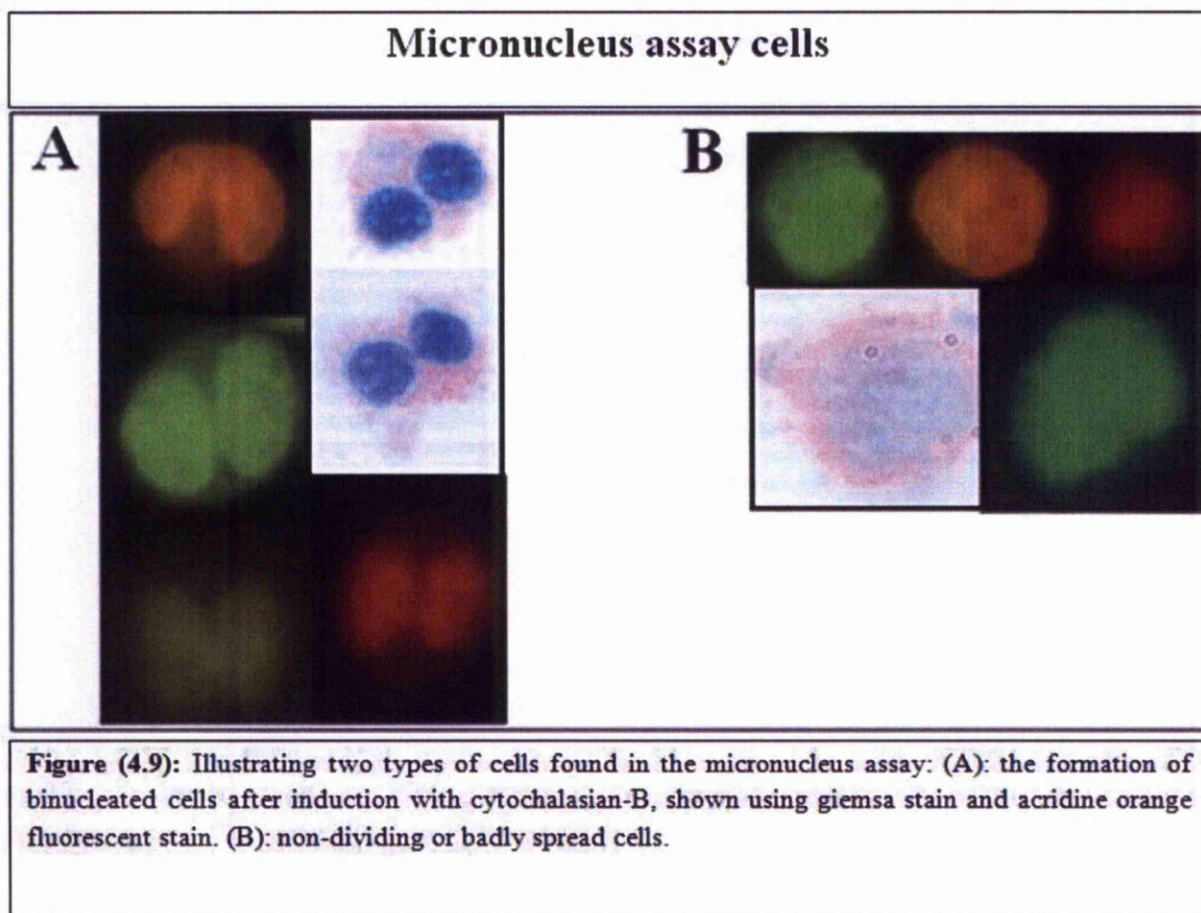 Micronucleus assay cells
A
B
Figure (4.9): Illustrating two types of cells found in the micronucleus assay: (A): the formation of
binucleated cells after induction with cytochalasian-B, shown using giemsa stain and acridine orange
fluorescent stain. (B): non-dividing or badly spread cells.